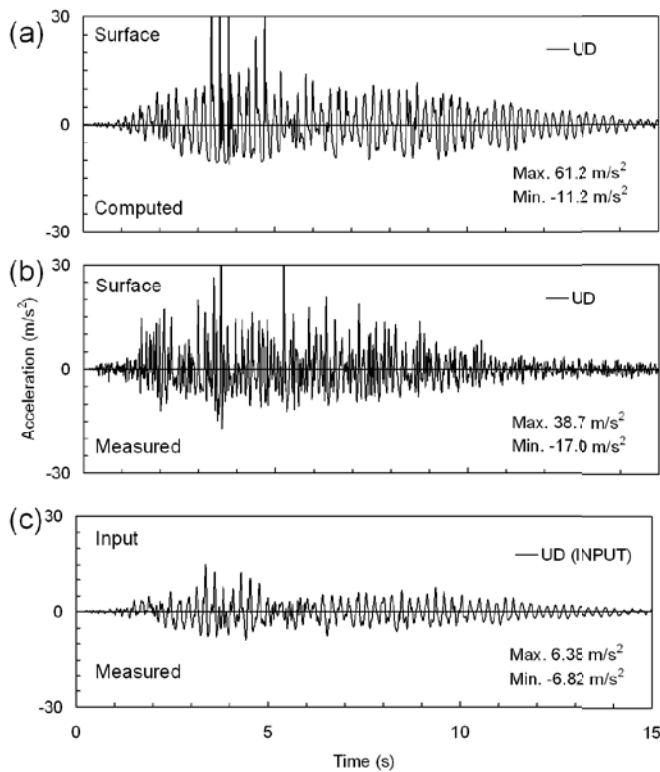 (a)
30
Surface
UD
0
Max. 61.2 m/s²
Min. -11.2 m/s²
Computed
-30
(b)
30
Surface
UD
Acceleration (m/s²)
0
Max. 38.7 m/s²
Min. -17.0 m/s²
Measured
-30
(c)
30
Input
UD (INPUT)
0
Max. 6.38 m/s²
Min. -6.82 m/s²
Measured
-30
0 5 10 15
Time (s)